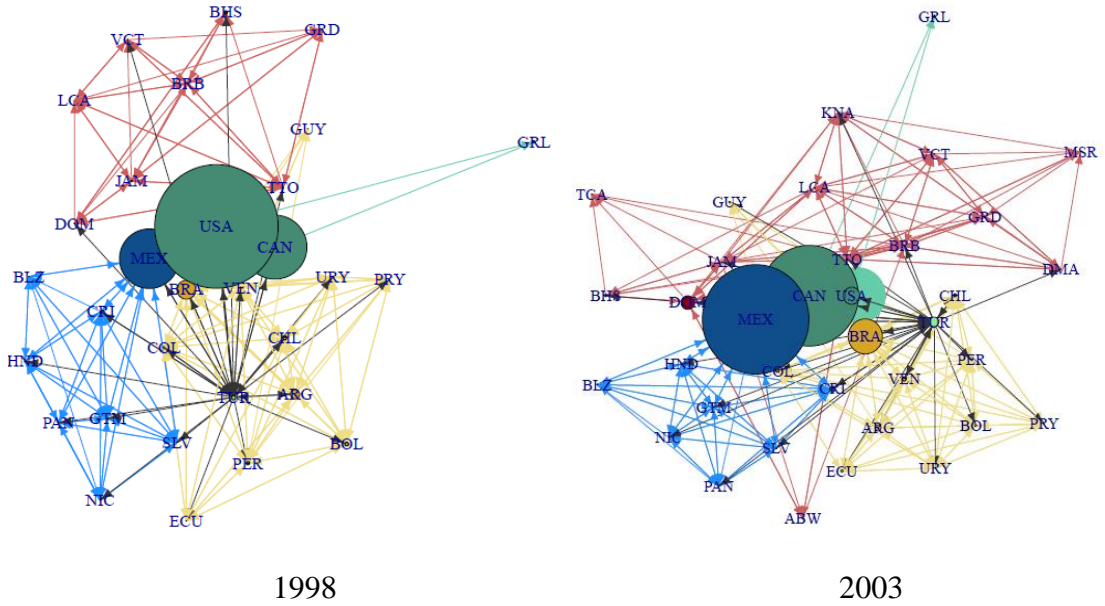 BHS
VCT
GRD
BRB
LCA
GUY
GRL
JAM
TTO
DOM
USA
CAN
MEX
BLZ
BRA
VEN
URY
PRY
CRI
COL
CHL
HND
TUR
ARG
PAN
GTM
SLV
BOL
PER
NIC
ECU
1998
GRL
KNA
VCT
MSR
TCA
LCA
GUY
GRD
BRB
JAM
TTO
DMA
BHS
DOM
CAN
USA
CHL
MEX
TUR
BRA
PER
HND
COL
VEN
BLZ
CRI
GTM
ARG
BOL
PRY
NIC
SLV
ECU
URY
PAN
ABW
2003